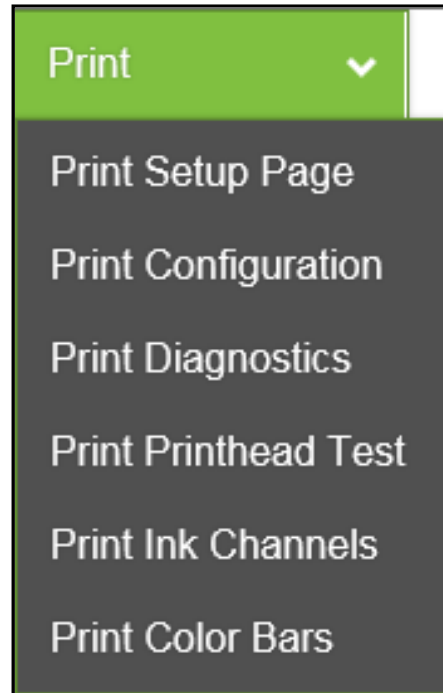 Print
Print Setup Page
Print Configuration
Print Diagnostics
Print Printhead Test
Print Ink Channels
Print Color Bars